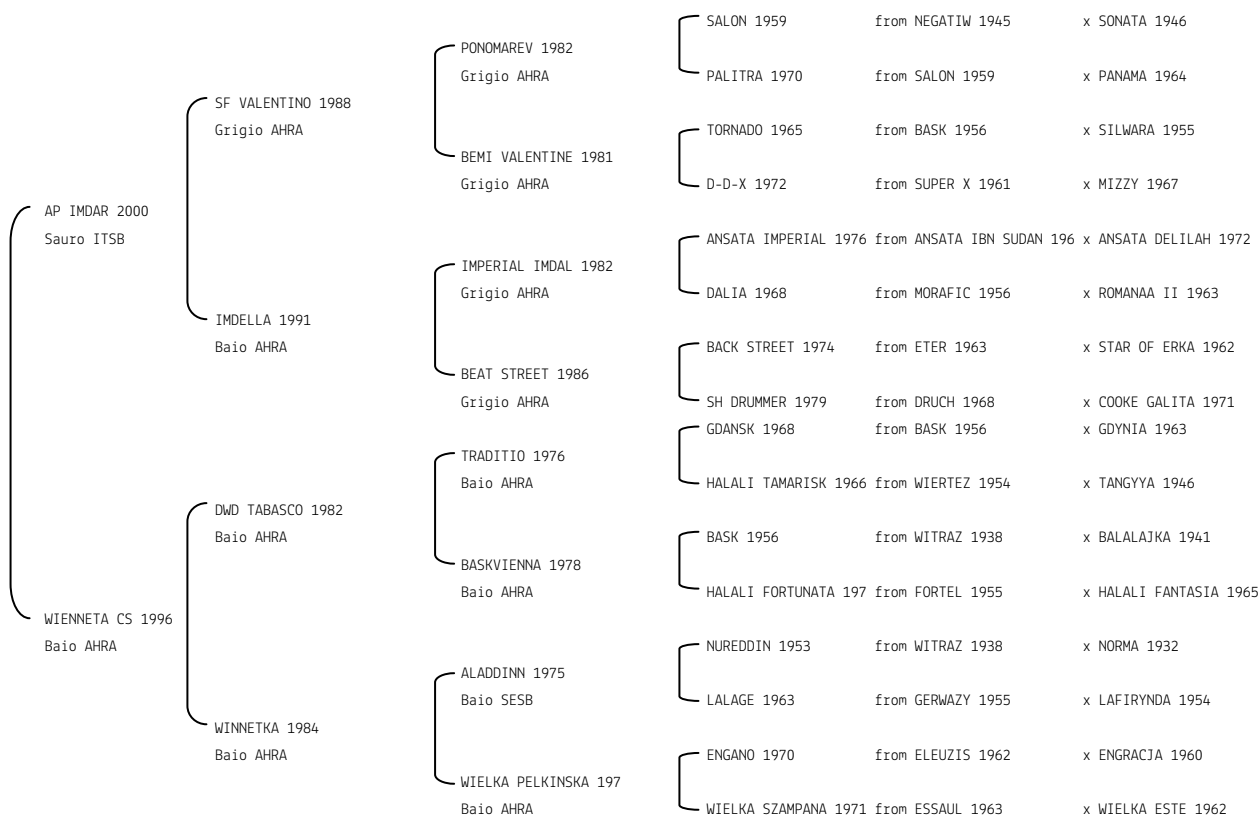 SALON 1959 from NEGATIW 1945 x SONATA 1946
PONOMAREV 1982
Grigio AHRA PALITRA 1970 from SALON 1959 x PANAMA 1964
SF VALENTINO 1988
Grigio AHRA TORNADO 1965 from BASK 1956 x SILWARA 1955
BEMI VALENTINE 1981
Grigio AHRA D-D-X 1972 from SUPER X 1961 x MIZZY 1967
AP IMDAR 2000
Sauro ITSB ANSATA IMPERIAL 1976 from ANSATA IBN SUDAN 196 x ANSATA DELILAH 1972
IMPERIAL IMDAL 1982
Grigio AHRA DALIA 1968 from MORAFIC 1956 x ROMANAA II 1963
IMDELLA 1991
Baio AHRA BACK STREET 1974 from ETER 1963 x STAR OF ERKA 1962
BEAT STREET 1986
Grigio AHRA SH DRUMMER 1979 from DRUCH 1968 x COOKE GALITA 1971
GDANSK 1968 from BASK 1956 x GDYNIA 1963
TRADITIO 1976
Baio AHRA HALALI TAMARISK 1966 from WIERTEZ 1954 x TANGYYA 1946
DWD TABASCO 1982
Baio AHRA BASK 1956 from WITRAZ 1938 x BALALAJKA 1941
BASKVIENNA 1978
Baio AHRA HALALI FORTUNATA 197 from FORTEL 1955 x HALALI FANTASIA 1965
WIENNETA CS 1996
Baio AHRA NUREDDIN 1953 from WITRAZ 1938 x NORMA 1932
ALADDINN 1975
Baio SESB LALAGE 1963 from GERWAZY 1955 x LAFIRYNDA 1954
WINNETKA 1984
Baio AHRA ENGANO 1970 from ELEUZIS 1962 x ENGRACJA 1960
WIELKA PELKINSKA 197
Baio AHRA WIELKA SZAMPANA 1971 from ESSAUL 1963 x WIELKA ESTE 1962